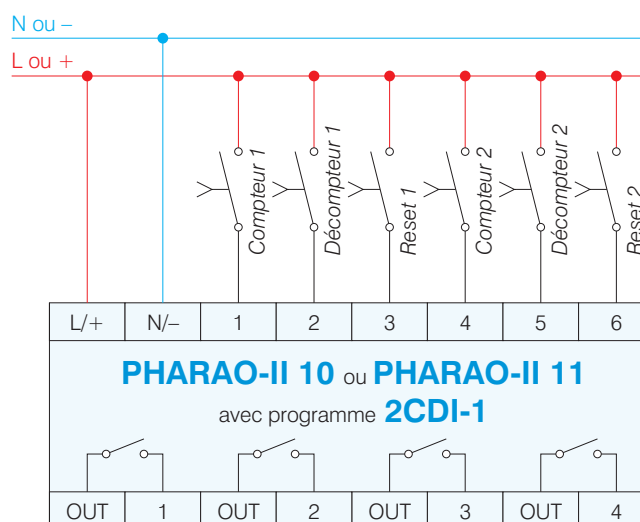 N ou –
L ou +
Compteur 1
Décompteur 1
Reset 1
Compteur 2
Décompteur 2
Reset 2
L/+ N/– 1 2 3 4 5 6
PHARAO-II 10 ou PHARAO-II 11
avec programme 2CDI-1
OUT 1 OUT 2 OUT 3 OUT 4